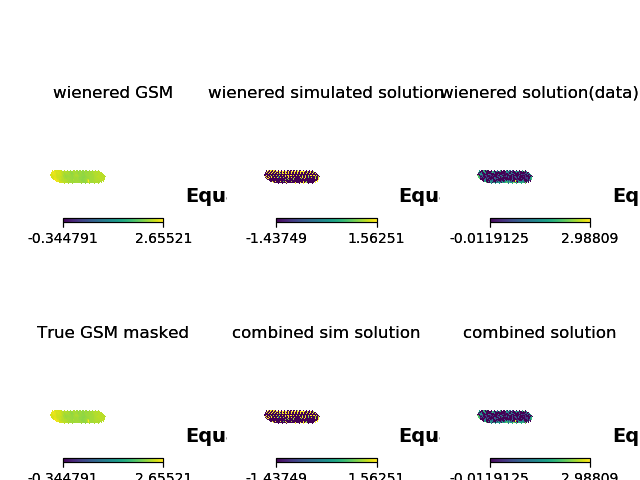 wienered GSM wienered simulated solution wienered solution(data)
Equ Equ Eq
-0.344791 2.65521 -1.43749 1.56251 -0.0119125 2.98809
True GSM masked combined sim solution combined solution
Equ Equ Eq
-0.344791 2.65521 -1.43749 1.56251 -0.0119125 2.98809